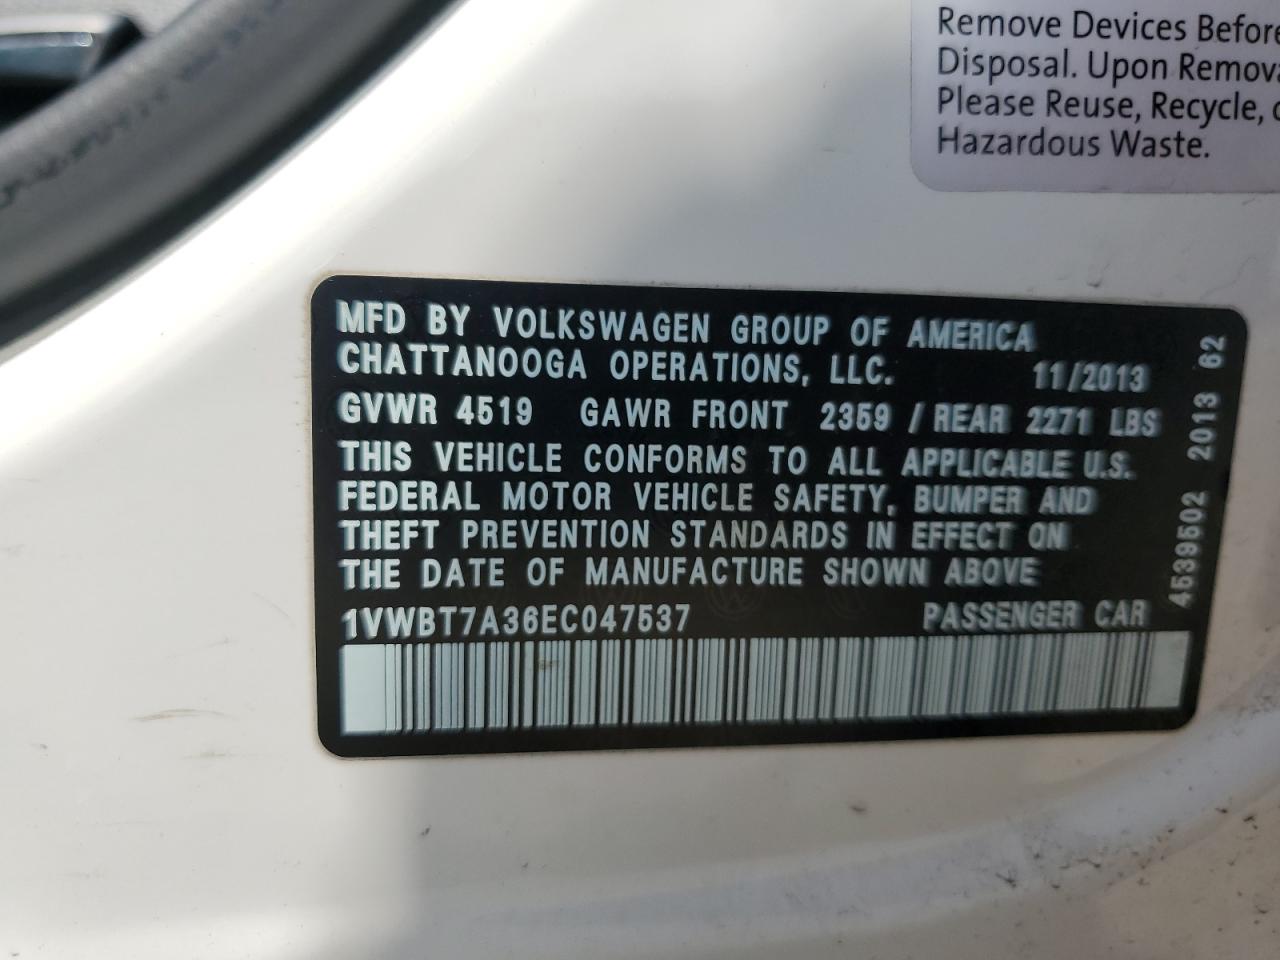 Remove Devices Before
Disposal. Upon Remova
Please Reuse, Recycle,
Hazardous Waste.
MFD BY VOLKSWAGEN GROUP OF AMERICA
CHATTANOOGA OPERATIONS, LLC. 11/2013
GVWR 4519 GAWR FRONT 2359 / REAR 2271 LBS
THIS VEHICLE CONFORMS TO ALL APPLICABLE U.S.
FEDERAL MOTOR VEHICLE SAFETY, BUMPER AND
THEFT PREVENTION STANDARDS IN EFFECT ON
THE DATE OF MANUFACTURE SHOWN ABOVE
1VWBT7A36EC047537 PASSENGER CAR
4539502 2013 62